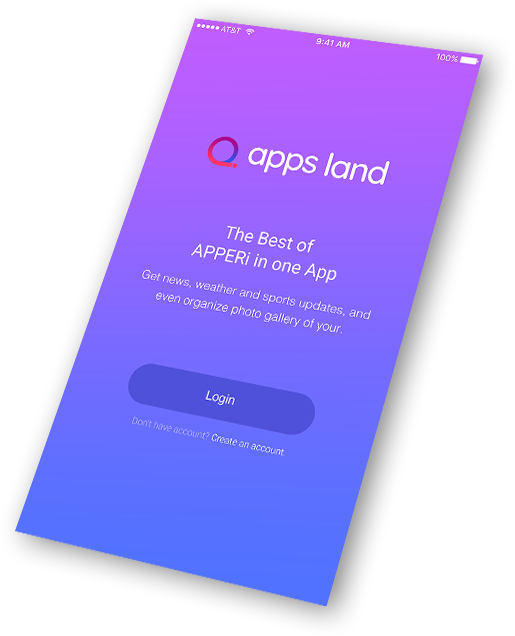 AT&T 9:41 AM 100%
apps land
The Best of
APPERi in one App
Get news, weather and sports updates, and
even organize photo gallery of your.
Login
Don't have account? Create an account.